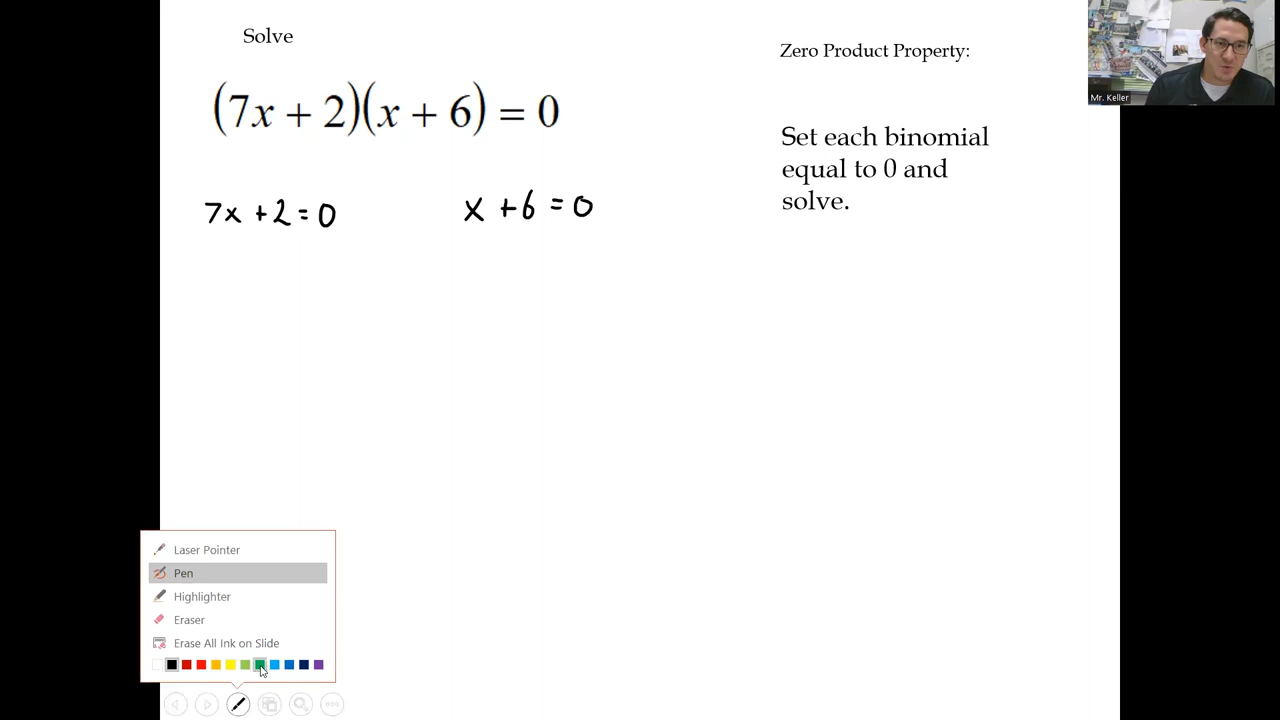 Solve
(7x + 2)(x + 6) = 0
7x + 2 = 0
x + 6 = 0
Zero Product Property:
Set each binomial
equal to 0 and
solve.
Mr. Keller
Laser Pointer
Pen
Highlighter
Eraser
Erase All Ink on Slide